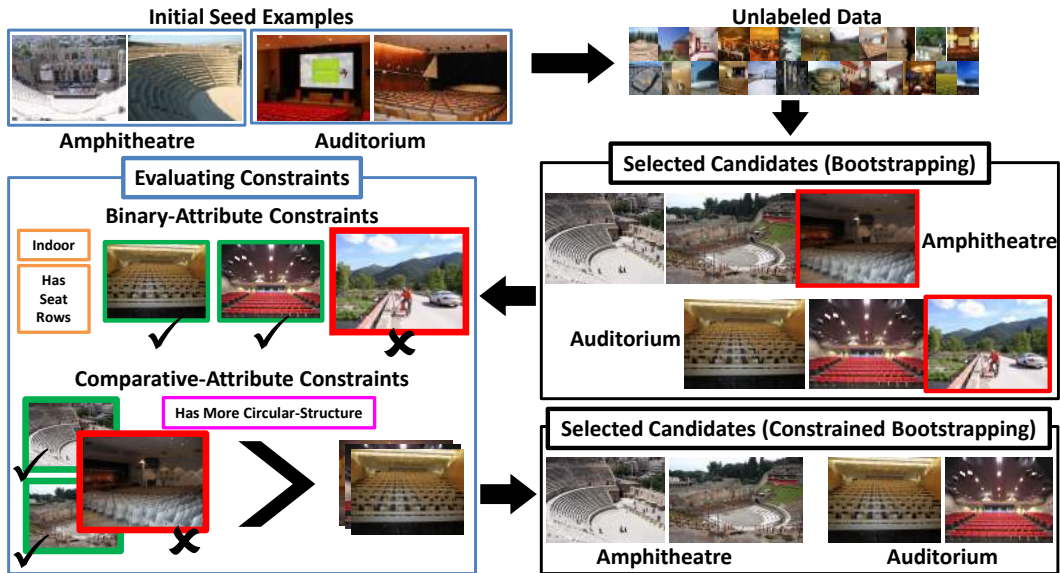 Initial Seed Examples
Unlabeled Data
Amphitheatre
Auditorium
Selected Candidates (Bootstrapping)
Amphitheatre
Auditorium
Evaluating Constraints
Binary-Attribute Constraints
Indoor
Has
Seat
Rows
Comparative-Attribute Constraints
Has More Circular-Structure
Selected Candidates (Constrained Bootstrapping)
Amphitheatre
Auditorium